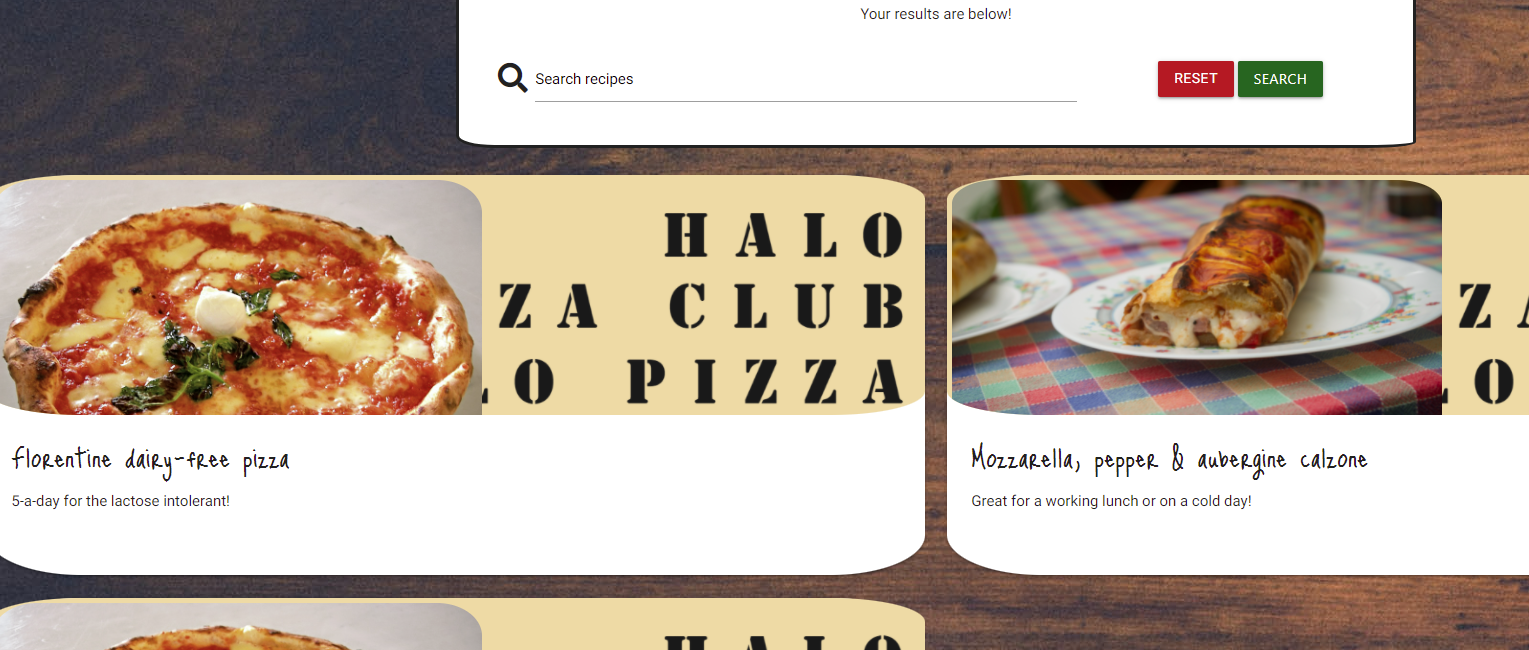 Your results are below!
Search recipes
RESET
SEARCH
HALO
ZA CLUB
LO PIZZA
ZA
LO
Florentine dairy-free pizza
5-a-day for the lactose intolerant!
Mozzarella, pepper & aubergine calzone
Great for a working lunch or on a cold day!
HALO